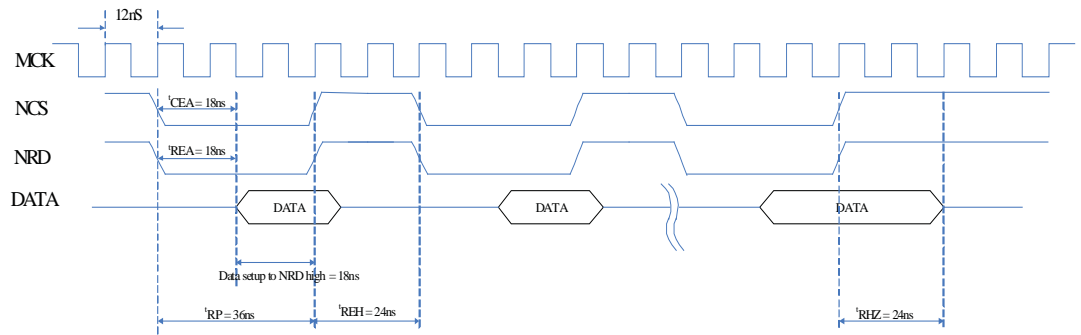 12nS
MCK
NCS
tCEA = 18ns
NRD
tREA = 18ns
DATA
DATA
DATA
DATA
Data setup to NRD high = 18ns
tRP = 36ns
tREH = 24ns
tRHZ = 24ns